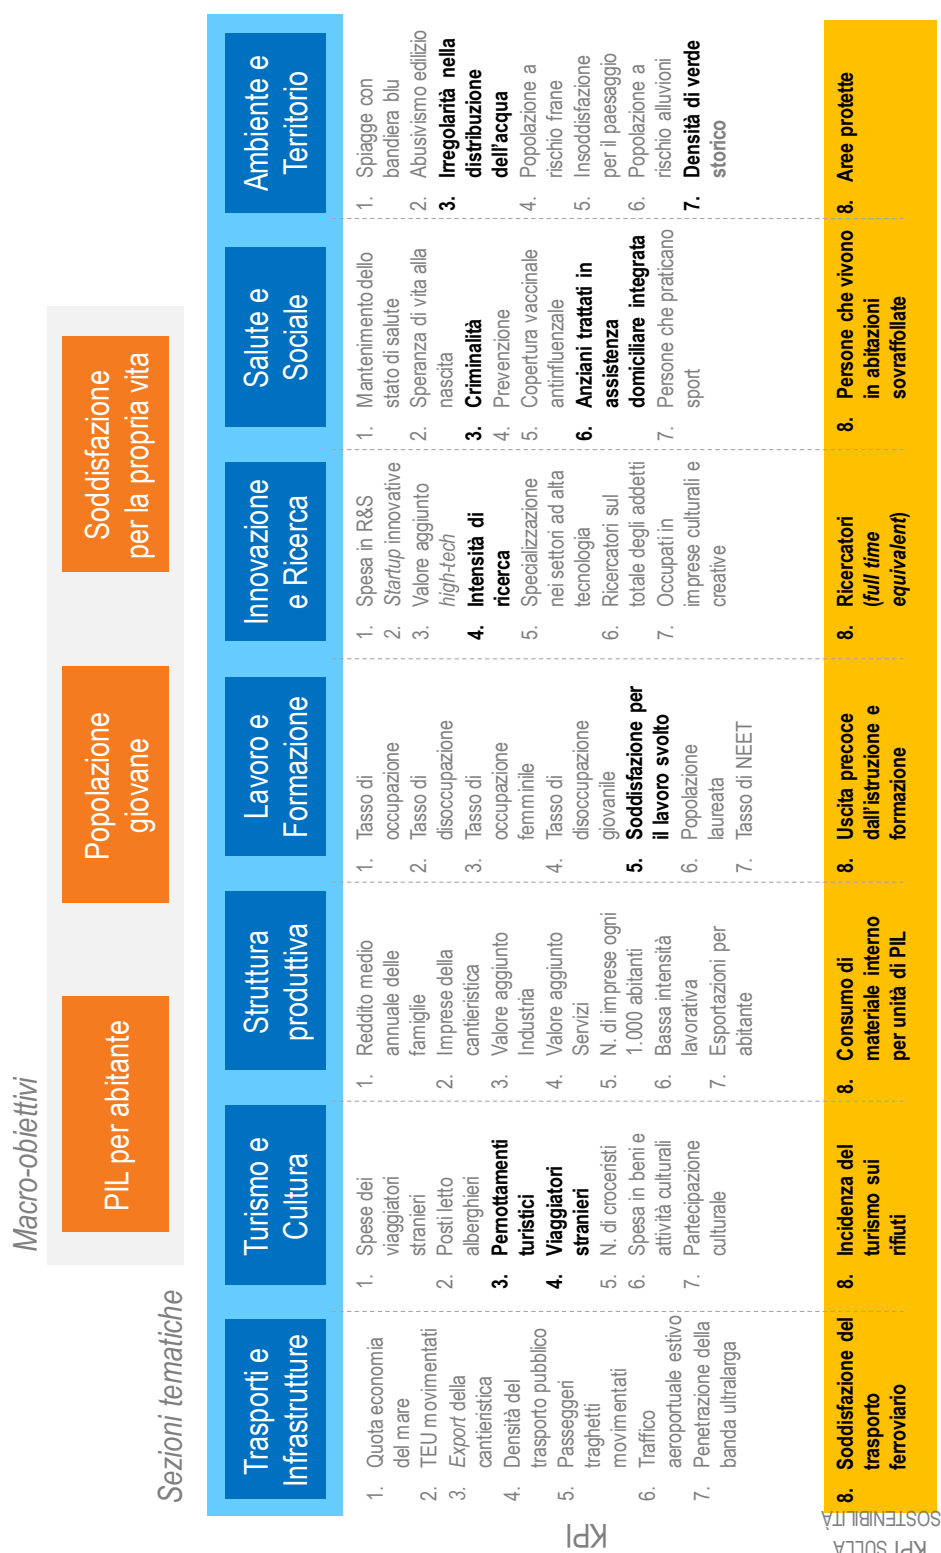 Macro-obiettivi
PIL per abitante
Popolazione
giovane
Soddisfazione
per la propria vita
Sezioni tematiche
Trasporti e
Infrastrutture
Turismo e
Cultura
Struttura
produttiva
Lavoro e
Formazione
Innovazione
e Ricerca
Salute e
Sociale
Ambiente e
Territorio
KPI
1. Quota economia
del mare
2. TEU movimentati
3. Export della
cantieristica
4. Densità del
trasporto pubblico
5. Passeggeri
traghetti
movimentati
6. Traffico
aeroportuale estivo
7. Penetrazione della
banda ultralarga
1. Spese dei
viaggiatori
stranieri
2. Posti letto
alberghieri
3. Pernottamenti
turistici
4. Viaggiatori
stranieri
5. N. di croceristi
6. Spesa in beni e
attività culturali
7. Partecipazione
culturale
1. Reddito medio
annuale delle
famiglie
2. Imprese della
cantieristica
3. Valore aggiunto
Industria
4. Valore aggiunto
Servizi
5. N. di imprese ogni
1.000 abitanti
6. Bassa intensità
lavorativa
7. Esportazioni per
abitante
1. Tasso di
occupazione
2. Tasso di
disoccupazione
3. Tasso di
occupazione
femminile
4. Tasso di
disoccupazione
giovanile
5. Soddisfazione per
il lavoro svolto
6. Popolazione
laureata
7. Tasso di NEET
1. Spesa in R&S
2. Startup innovative
3. Valore aggiunto
high-tech
4. Intensità di
ricerca
5. Specializzazione
nei settori ad alta
tecnologia
6. Ricercatori sul
totale degli addetti
7. Occupati in
imprese culturali e
creative
1. Mantenimento dello
stato di salute
2. Speranza di vita alla
nascita
3. Criminalità
4. Prevenzione
5. Copertura vaccinale
antinfluenzale
6. Anziani trattati in
assistenza
domiciliare integrata
7. Persone che praticano
sport
1. Spiagge con
bandiera blu
2. Abusivismo edilizio
3. Irregolarità nella
distribuzione
dell'acqua
4. Popolazione a
rischio frane
5. Insoddisfazione
per il paesaggio
6. Popolazione a
rischio alluvioni
7. Densità di verde
storico
KPI SULLA
SOSTENIBILITÀ
8. Soddisfazione del
trasporto
ferroviario
8. Incidenza del
turismo sui
rifiuti
8. Consumo di
materiale interno
per unità di PIL
8. Uscita precoce
dall'istruzione e
formazione
8. Ricercatori
(full time
equivalent)
8. Persone che vivono
in abitazioni
sovraffollate
8. Aree protette